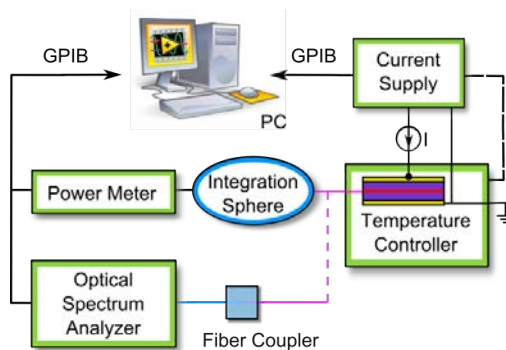 GPIB
GPIB
Current
Supply
PC
I
Power Meter
Integration
Sphere
Temperature
Controller
Optical
Spectrum
Analyzer
Fiber Coupler